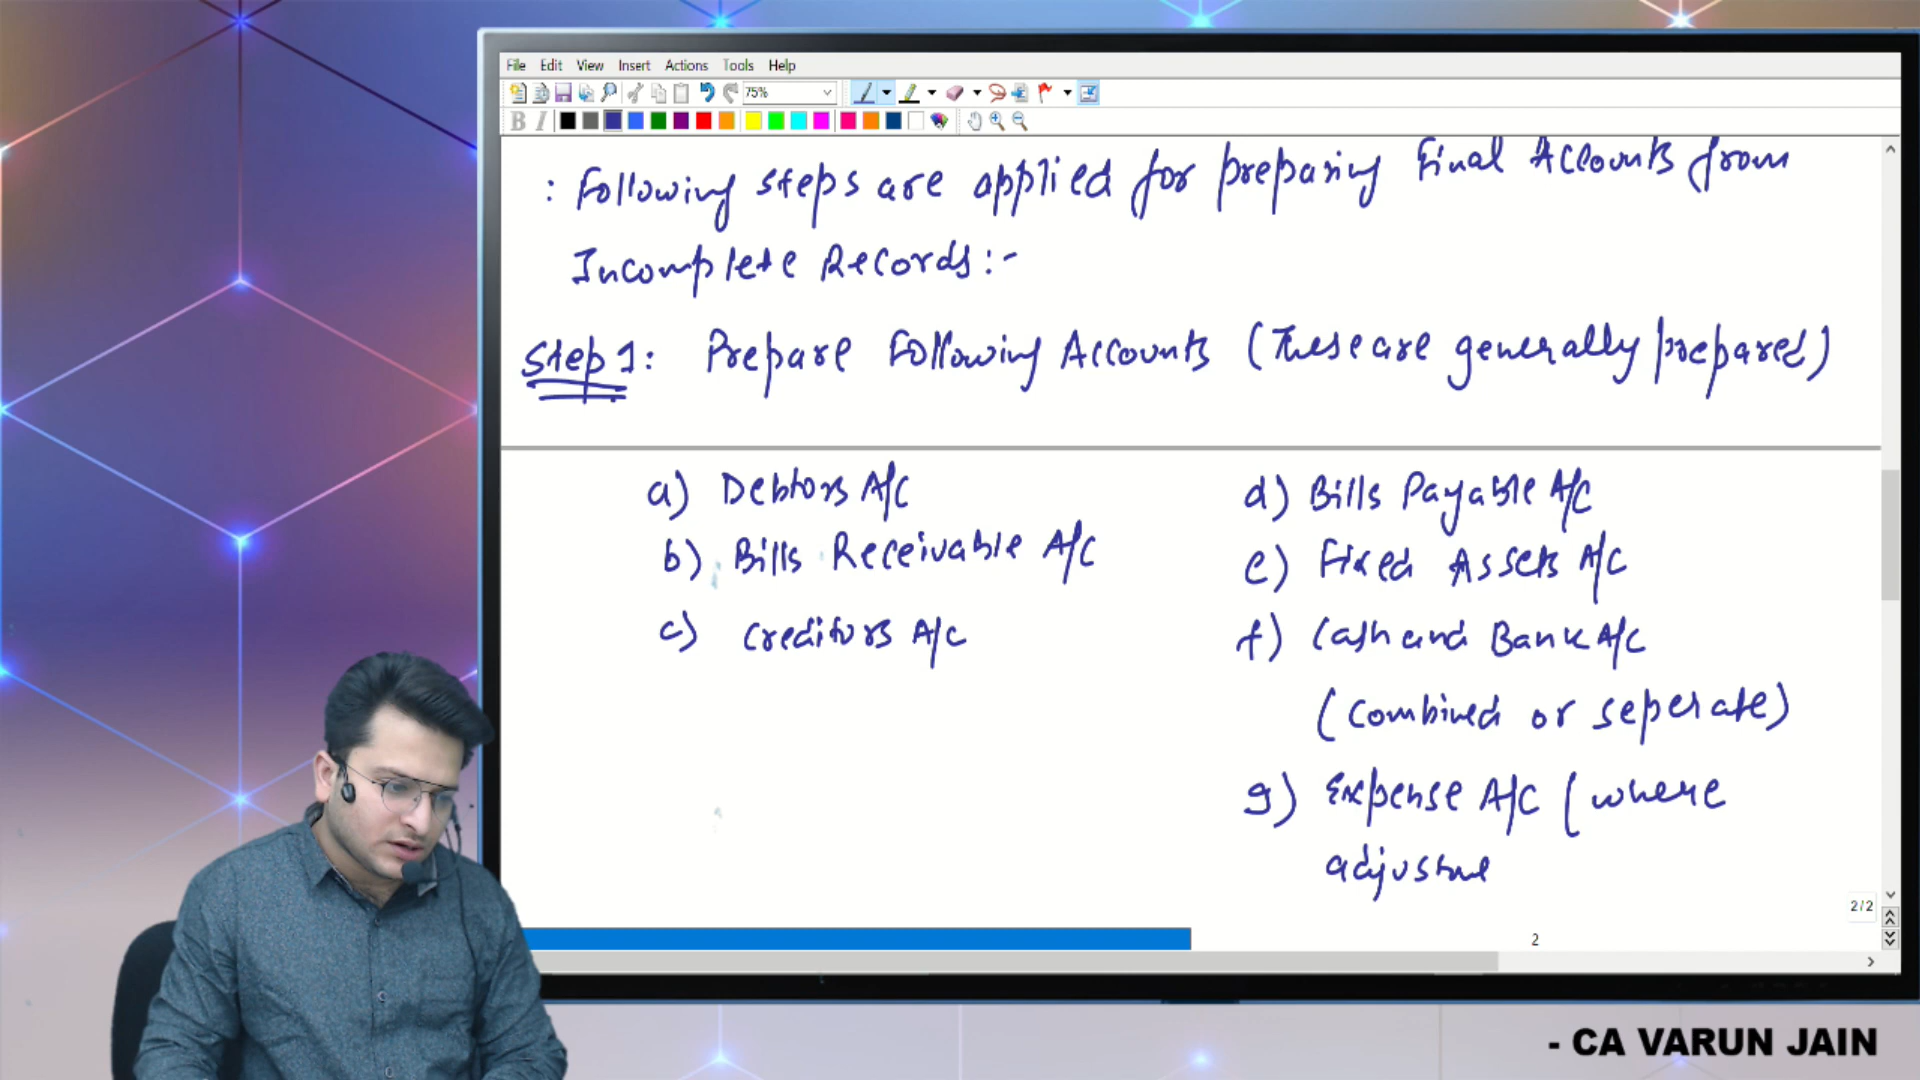 File Edit View Insert Actions Tools Help
75%
B I
: Following steps are applied for preparing Final Accounts from
Incomplete Records:-
Step 1: Prepare Following Accounts (These are generally prepared)
a) Debtors A/C
b) Bills Receivable A/C
c) Creditors A/C
d) Bills Payable A/C
e) Fixed Assets A/C
f) Cash and Bank A/C
(Combined or seperate)
g) Expense A/C (where
2/2
2
- CA VARUN JAIN